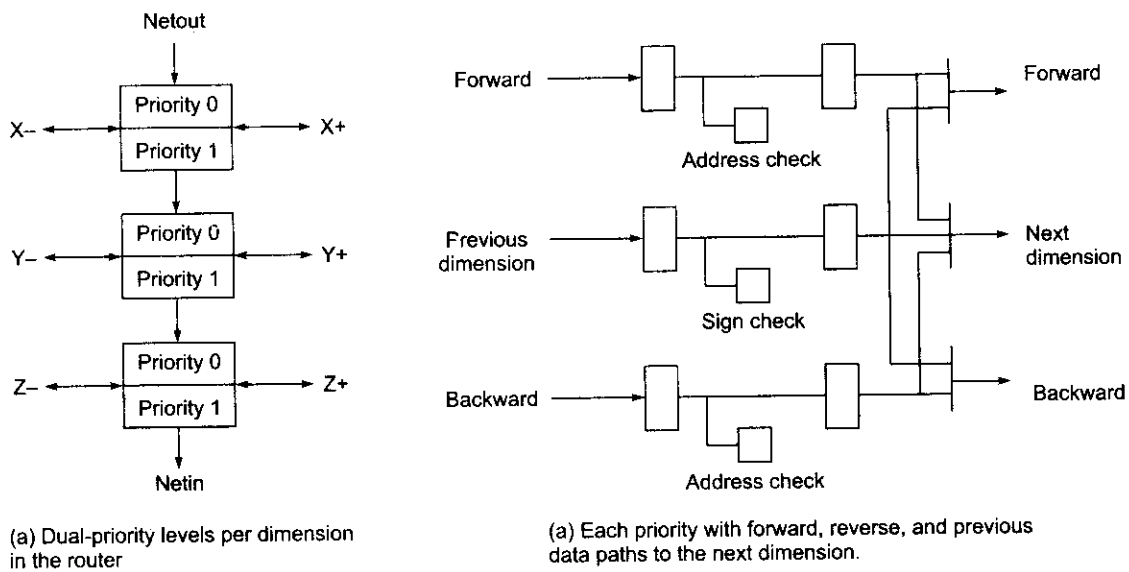 Netout
Priority 0
X−
X+
Priority 1
Priority 0
Y−
Y+
Priority 1
Priority 0
Z−
Z+
Priority 1
Netin
(a) Dual-priority levels per dimension
in the router
Forward
Forward
Address check
Previous
dimension
Next
dimension
Sign check
Backward
Backward
Address check
(a) Each priority with forward, reverse, and previous
data paths to the next dimension.